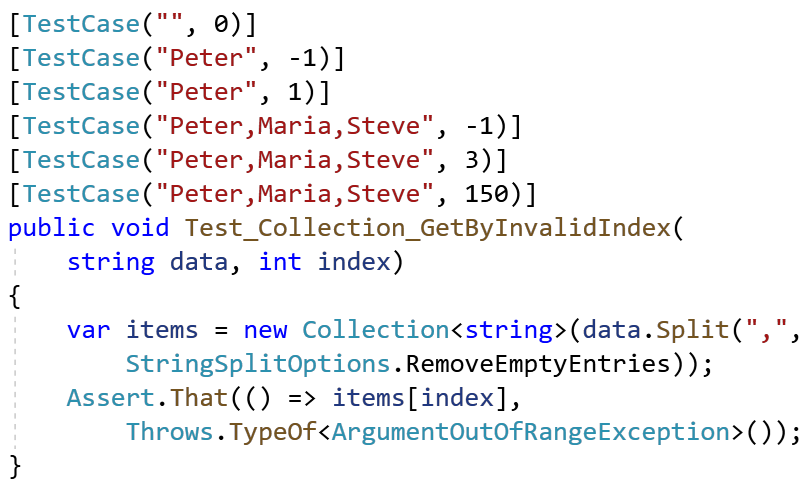 [TestCase("", 0)]
[TestCase("Peter", -1)]
[TestCase("Peter", 1)]
[TestCase("Peter,Maria,Steve", -1)]
[TestCase("Peter,Maria,Steve", 3)]
[TestCase("Peter,Maria,Steve", 150)]
public void Test_Collection_GetByInvalidIndex(
    string data, int index)
{
    var items = new Collection<string>(data.Split(",",
        StringSplitOptions.RemoveEmptyEntries));
    Assert.That(() => items[index],
        Throws.TypeOf<ArgumentOutOfRangeException>());
}